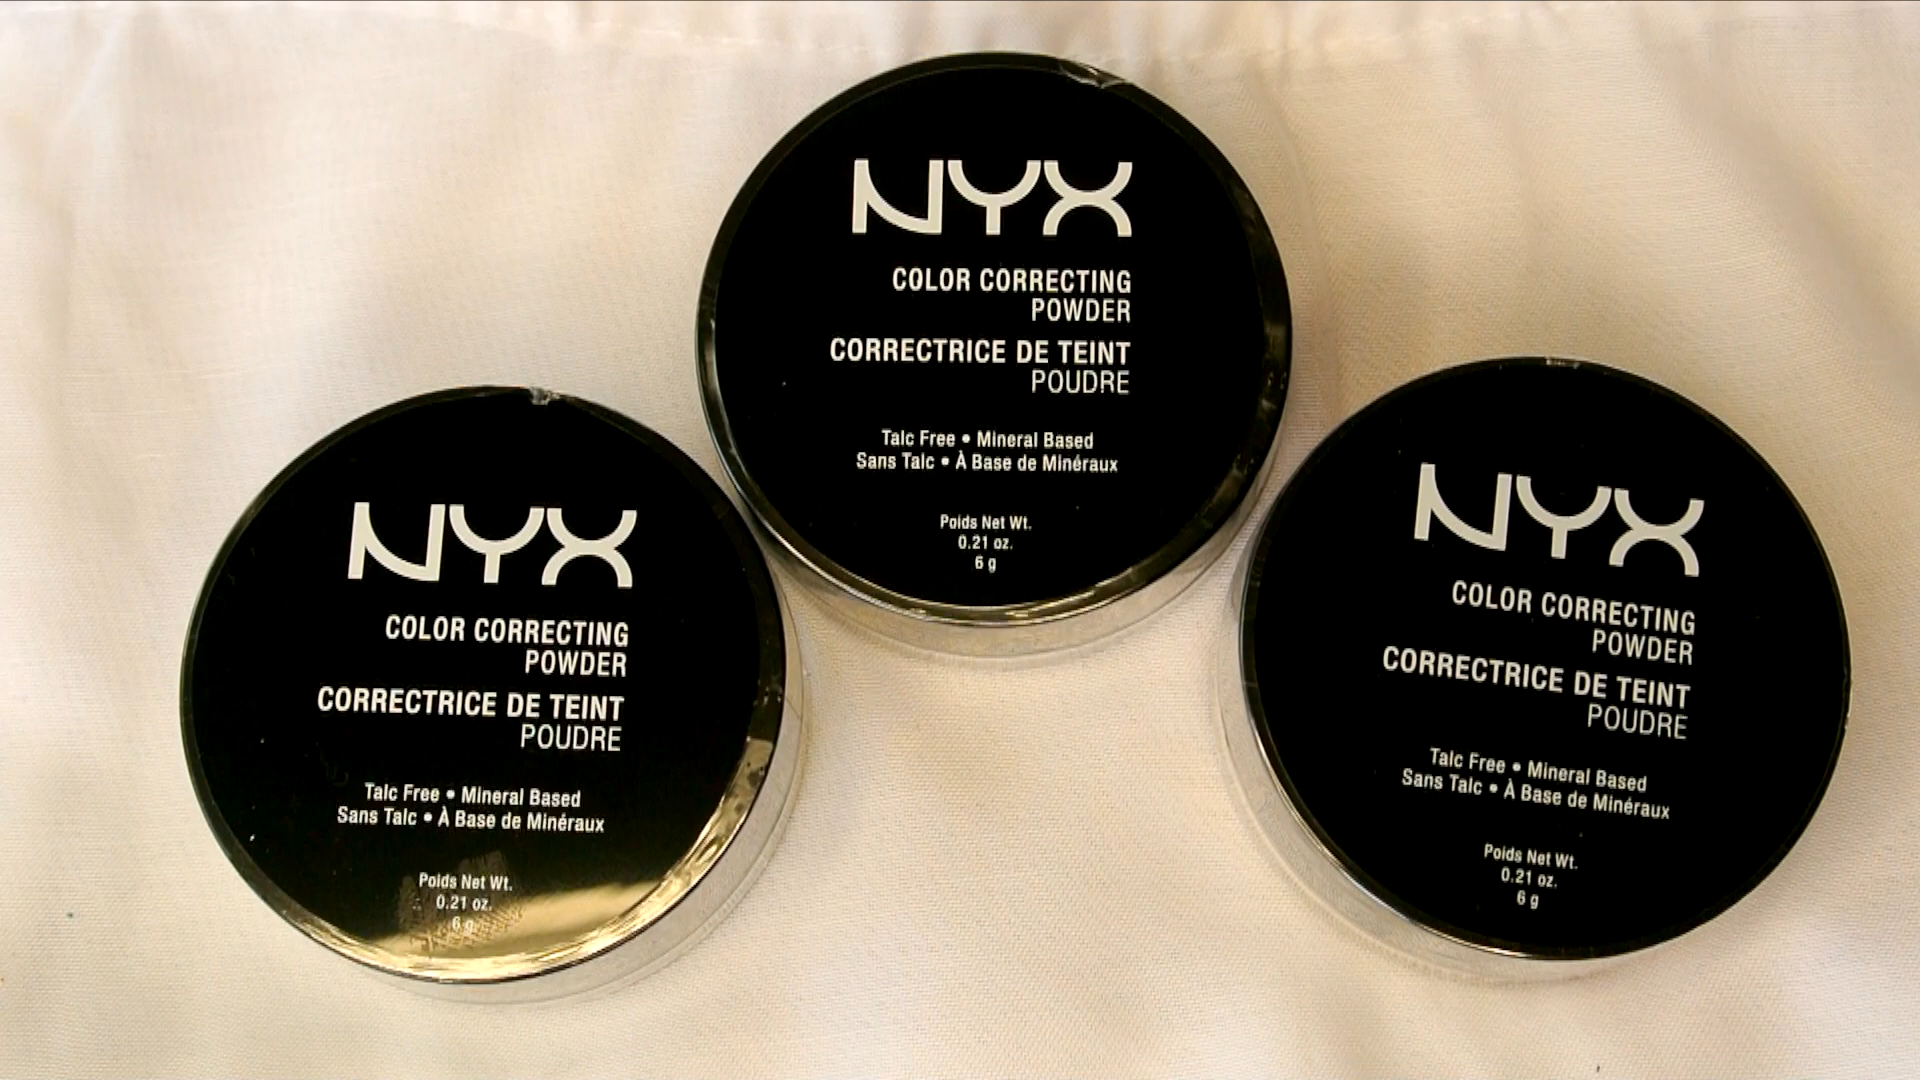 NYX
COLOR CORRECTING
POWDER
CORRECTRICE DE TEINT
POUDRE
Talc Free • Mineral Based
Sans Talc • À Base de Minéraux
Poids Net Wt.
0.21 oz.
6 g
NYX
COLOR CORRECTING
POWDER
CORRECTRICE DE TEINT
POUDRE
Talc Free • Mineral Based
Sans Talc • À Base de Minéraux
Poids Net Wt.
0.21 oz.
6 g
NYX
COLOR CORRECTING
POWDER
CORRECTRICE DE TEINT
POUDRE
Talc Free • Mineral Based
Sans Talc • À Base de Minéraux
Poids Net Wt.
0.21 oz.
6 g